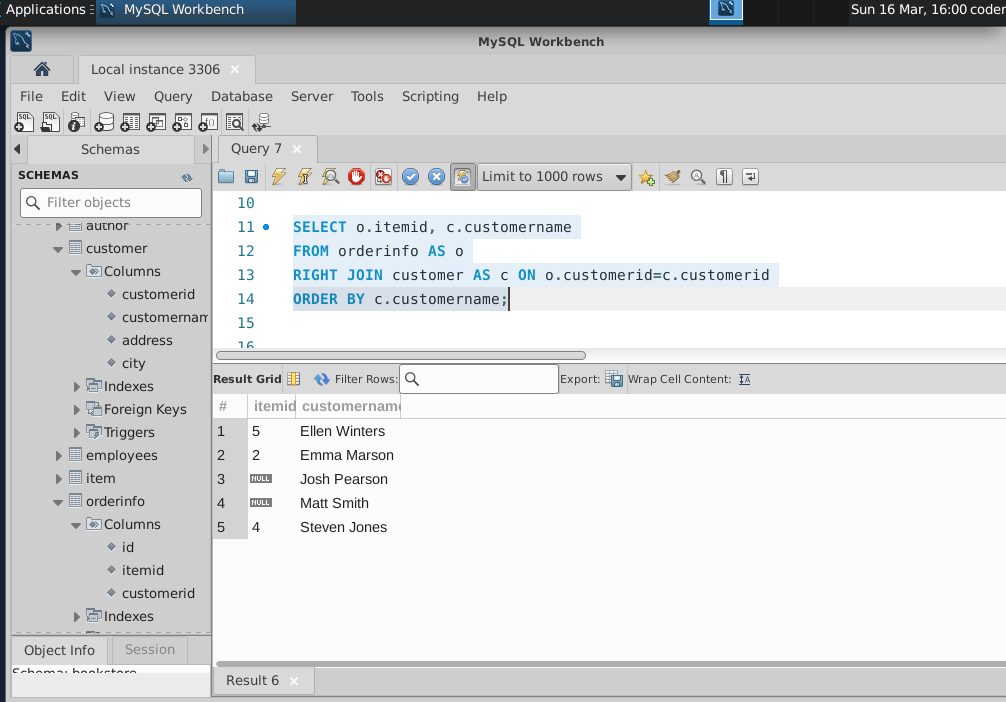 Applications MySQL Workbench Sun 16 Mar, 16:00 coder
MySQL Workbench
Local instance 3306
File Edit View Query Database Server Tools Scripting Help
Schemas
SCHEMAS
Filter objects
author
customer
Columns
customerid
customernam
address
city
Indexes
Foreign Keys
Triggers
employees
item
orderinfo
Columns
id
itemid
customerid
Indexes
Object Info Session
Schema: bookstore
Query 7
Limit to 1000 rows
10
11 SELECT o.itemid, c.customername
12 FROM orderinfo AS o
13 RIGHT JOIN customer AS c ON o.customerid=c.customerid
14 ORDER BY c.customername;
15
16
Result Grid Filter Rows: Export: Wrap Cell Content:
# itemid customername
1 5 Ellen Winters
2 2 Emma Marson
3 NULL Josh Pearson
4 NULL Matt Smith
5 4 Steven Jones
Result 6